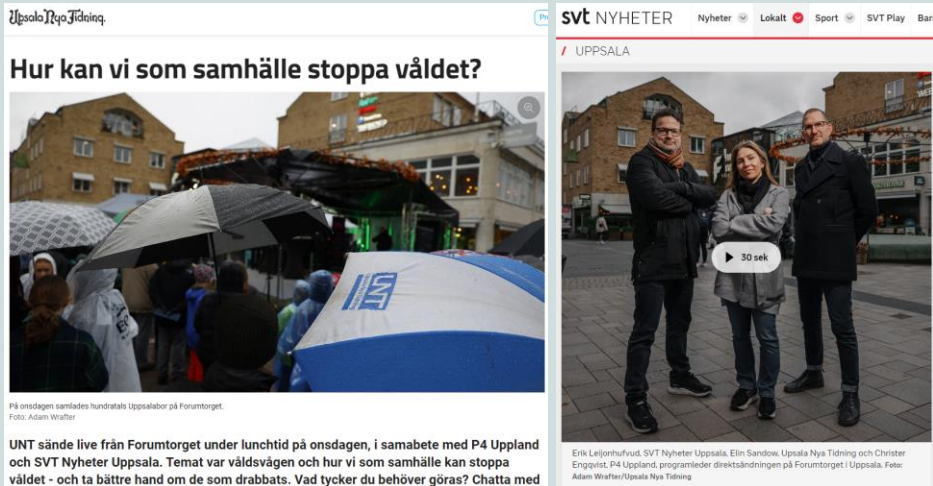 Upsala Nya Tidning.
Hur kan vi som samhälle stoppa våldet?
UNT
På onsdagen samlades hundratals Uppsalabor på Forumtorget.
Foto: Adam Wrafter
UNT sände live från Forumtorget under lunchtid på onsdagen, i samabete med P4 Uppland
och SVT Nyheter Uppsala. Temat var våldsvågen och hur vi som samhälle kan stoppa
våldet - och ta bättre hand om de som drabbats. Vad tycker du behöver göras? Chatta med
svt NYHETER
Nyheter Lokalt Sport SVT Play
/ UPPSALA
30 sek
Erik Leijonhufvud, SVT Nyheter Uppsala, Elin Sandow, Upsala Nya Tidning och Christer
Engqvist, P4 Uppland, programleder direktsändningen på Forumtorget i Uppsala. Foto:
Adam Wrafter/Upsala Nya Tidning